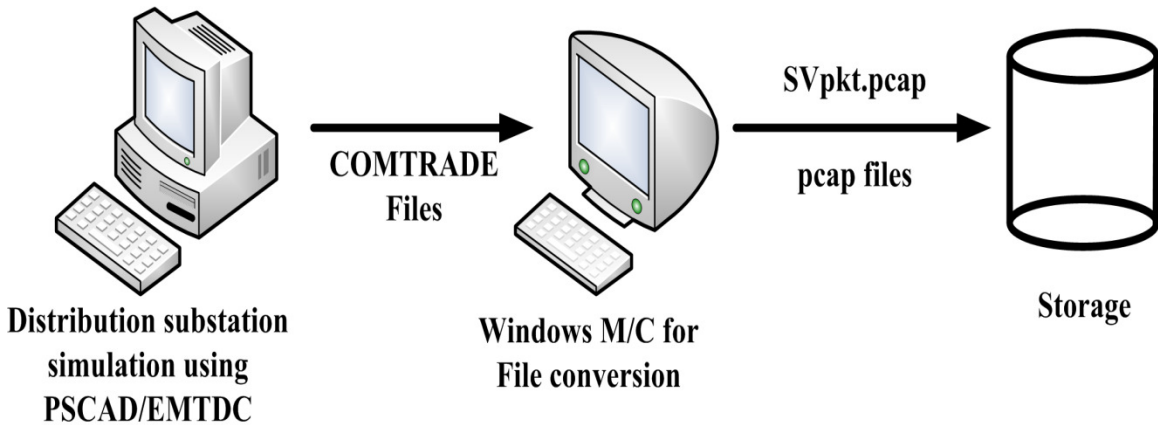 Distribution substation
simulation using
PSCAD/EMTDC
COMTRADE
Files
Windows M/C for
File conversion
SVpkt.pcap
pcap files
Storage